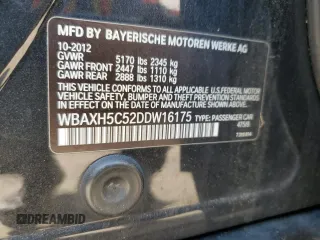 MFD BY BAYERISCHE MOTOREN WERKE AG
10-2012
GVWR 5170 lbs 2345 kg
GAWR FRONT 2447 lbs 1110 kg
GAWR REAR 2888 lbs 1310 kg
THIS VEHICLE CONFORMS TO ALL APPLICABLE U.S. FEDERAL MOTOR
VEHICLE SAFETY, BUMPER, AND THEFT PREVENTION STANDARDS
IN EFFECT ON THE DATE OF MANUFACTURE SHOWN ABOVE.
WBAXH5C52DDW16175 TYPE: PASSENGER CAR
DREAMBID